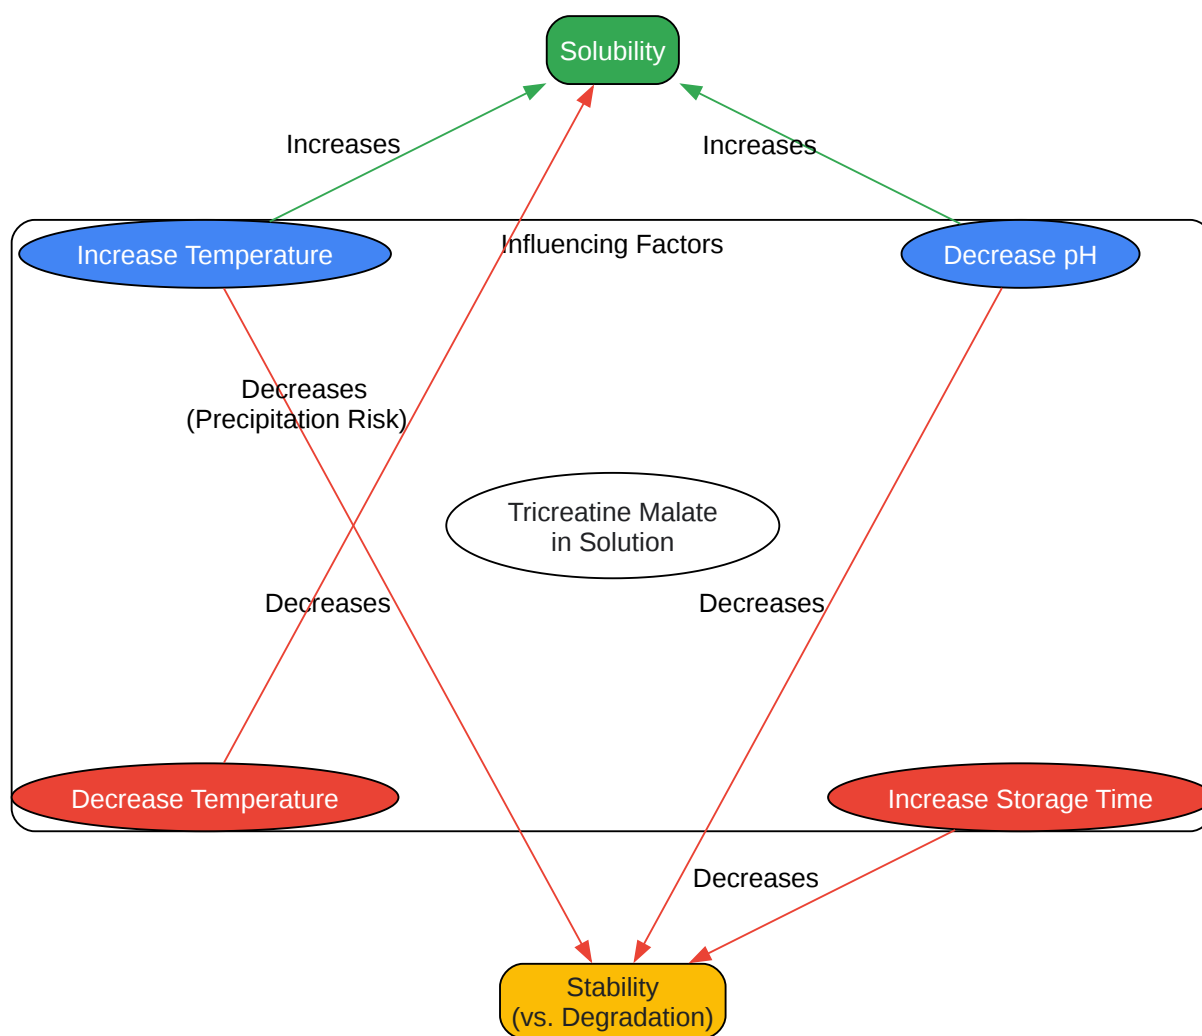 Solubility
Increases
Increases
Influencing Factors
Increase Temperature
Decrease pH
Decreases
(Precipitation Risk)
Tricreatine Malate
in Solution
Decreases
Decreases
Decrease Temperature
Increase Storage Time
Decreases
Stability
(vs. Degradation)